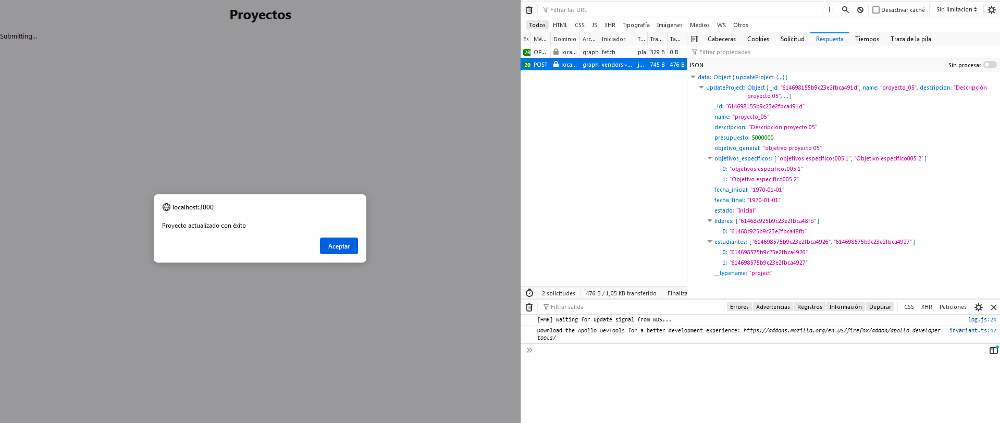 Proyectos
Submitting...
localhost:3000
Proyecto actualizado con éxito
Aceptar
Filtrar las URL
Desactivar caché
Sin limitación
Todos HTML CSS JS XHR Tipografía Imágenes Medios WS Otros
Es Mé... Dominio Arc... Iniciador T... Tra... Ta...
20 OP... loca... graph fetch plai 329 B 0 B
20 POST loca... graph vendors~... j... 745 B 476 B
2 solicitudes 476 B / 1,05 KB transferido Finaliza
Cabeceras Cookies Solicitud Respuesta Tiempos Traza de la pila
Filtrar propiedades
JSON Sin procesar
data: Object { updateProject: {…} }
updateProject: Object { _id: "614698155b9c23e2fbca491d", name: "proyecto_05", descripcion: "Descripción
proyecto 05", … }
_id: "614698155b9c23e2fbca491d"
name: "proyecto_05"
descripcion: "Descripción proyecto 05"
presupuesto: 5000000
objetivo_general: "objetivo proyecto 05"
objetivos_especificos: [ "objetivos especificos005 1", "Objetivo especifico005 2" ]
0: "objetivos especificos005 1"
1: "Objetivo especifico005 2"
fecha_inicial: "1970-01-01"
fecha_final: "1970-01-01"
estado: "Inicial"
lideres: [ "61468c925b9c23e2fbca48fb" ]
0: "61468c925b9c23e2fbca48fb"
estudiantes: [ "614698575b9c23e2fbca4926", "614698575b9c23e2fbca4927" ]
0: "614698575b9c23e2fbca4926"
1: "614698575b9c23e2fbca4927"
__typename: "project"
Filtrar salida
Errores Advertencias Registros Información Depurar CSS XHR Peticiones
[HMR] Waiting for update signal from WDS... log.js:24
Download the Apollo DevTools for a better development experience: https://addons.mozilla.org/en-US/firefox/addon/apollo-developer- invariant.ts:42
tools/